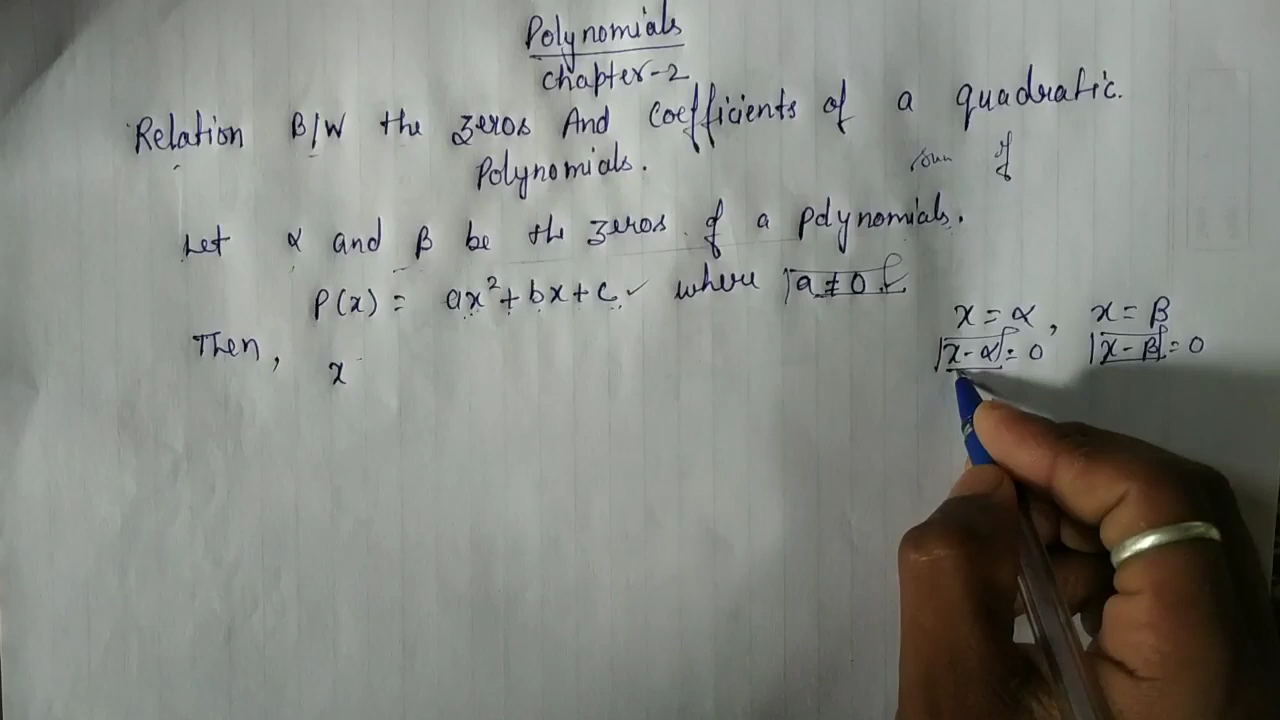 Polynomials
chapter-2
Relation B/W the zeros And coefficients of a quadratic.
Polynomials.
of
Let α and β be the zeros of a polynomials.
P(x) = ax²+bx+c ✓ where a ≠ 0.
x = α, x = β
Then,
x-α = 0 x-β = 0
x